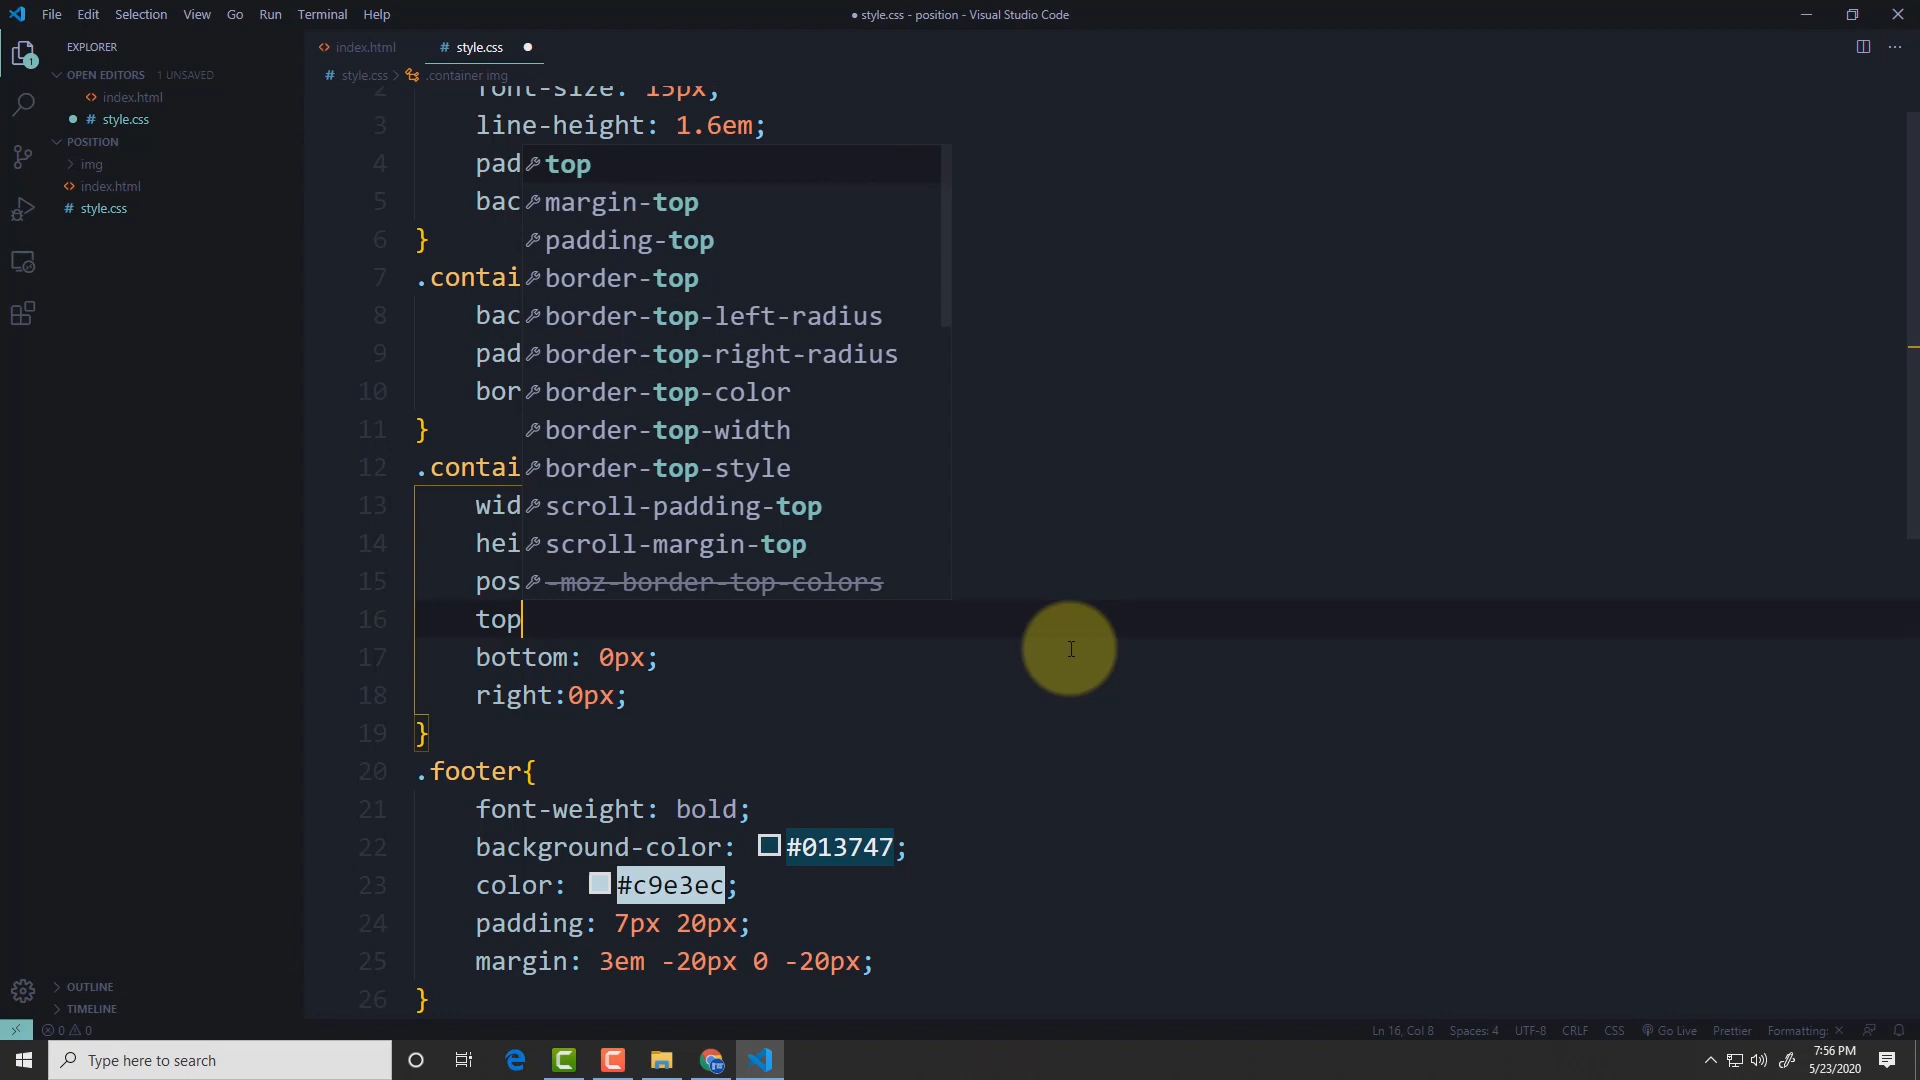 File Edit Selection View Go Run Terminal Help
● style.css - position - Visual Studio Code
EXPLORER
OPEN EDITORS 1 UNSAVED
index.html
# style.css
POSITION
img
index.html
# style.css
OUTLINE
TIMELINE
index.html # style.css
# style.css > .container img
2 font-size: 15px;
3 line-height: 1.6em;
4 pad
5 bac
6 }
7 .contai
8 bac
9 pad
10 bor
11 }
12 .contai
13 wid
14 hei
15 pos
16 top
17 bottom: 0px;
18 right:0px;
19 }
20 .footer{
21 font-weight: bold;
22 background-color: #013747;
23 color: #c9e3ec;
24 padding: 7px 20px;
25 margin: 3em -20px 0 -20px;
26 }
top
margin-top
padding-top
border-top
border-top-left-radius
border-top-right-radius
border-top-color
border-top-width
border-top-style
scroll-padding-top
scroll-margin-top
-moz-border-top-colors
1
0 0
Ln 16, Col 8 Spaces: 4 UTF-8 CRLF CSS Go Live Prettier Formatting: ×
Type here to search
7:56 PM
5/23/2020